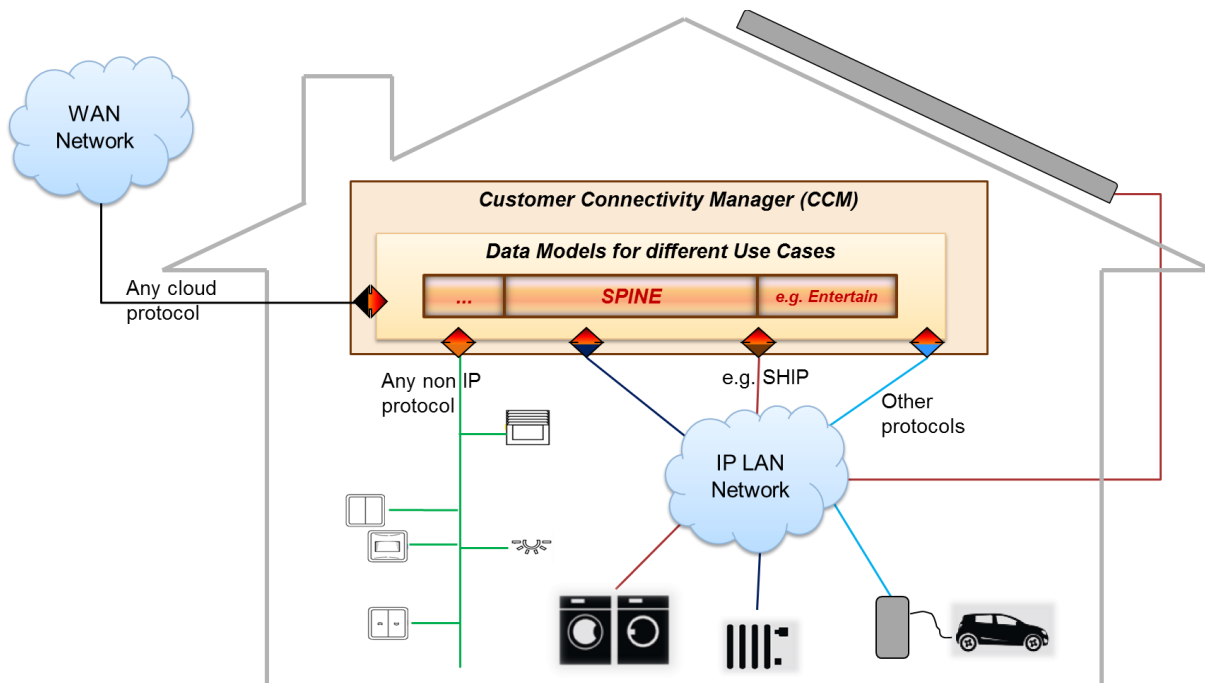 WAN
Network
Customer Connectivity Manager (CCM)
Data Models for different Use Cases
Any cloud
protocol
...
SPINE
e.g. Entertain
Any non IP
protocol
e.g. SHIP
Other
protocols
IP LAN
Network